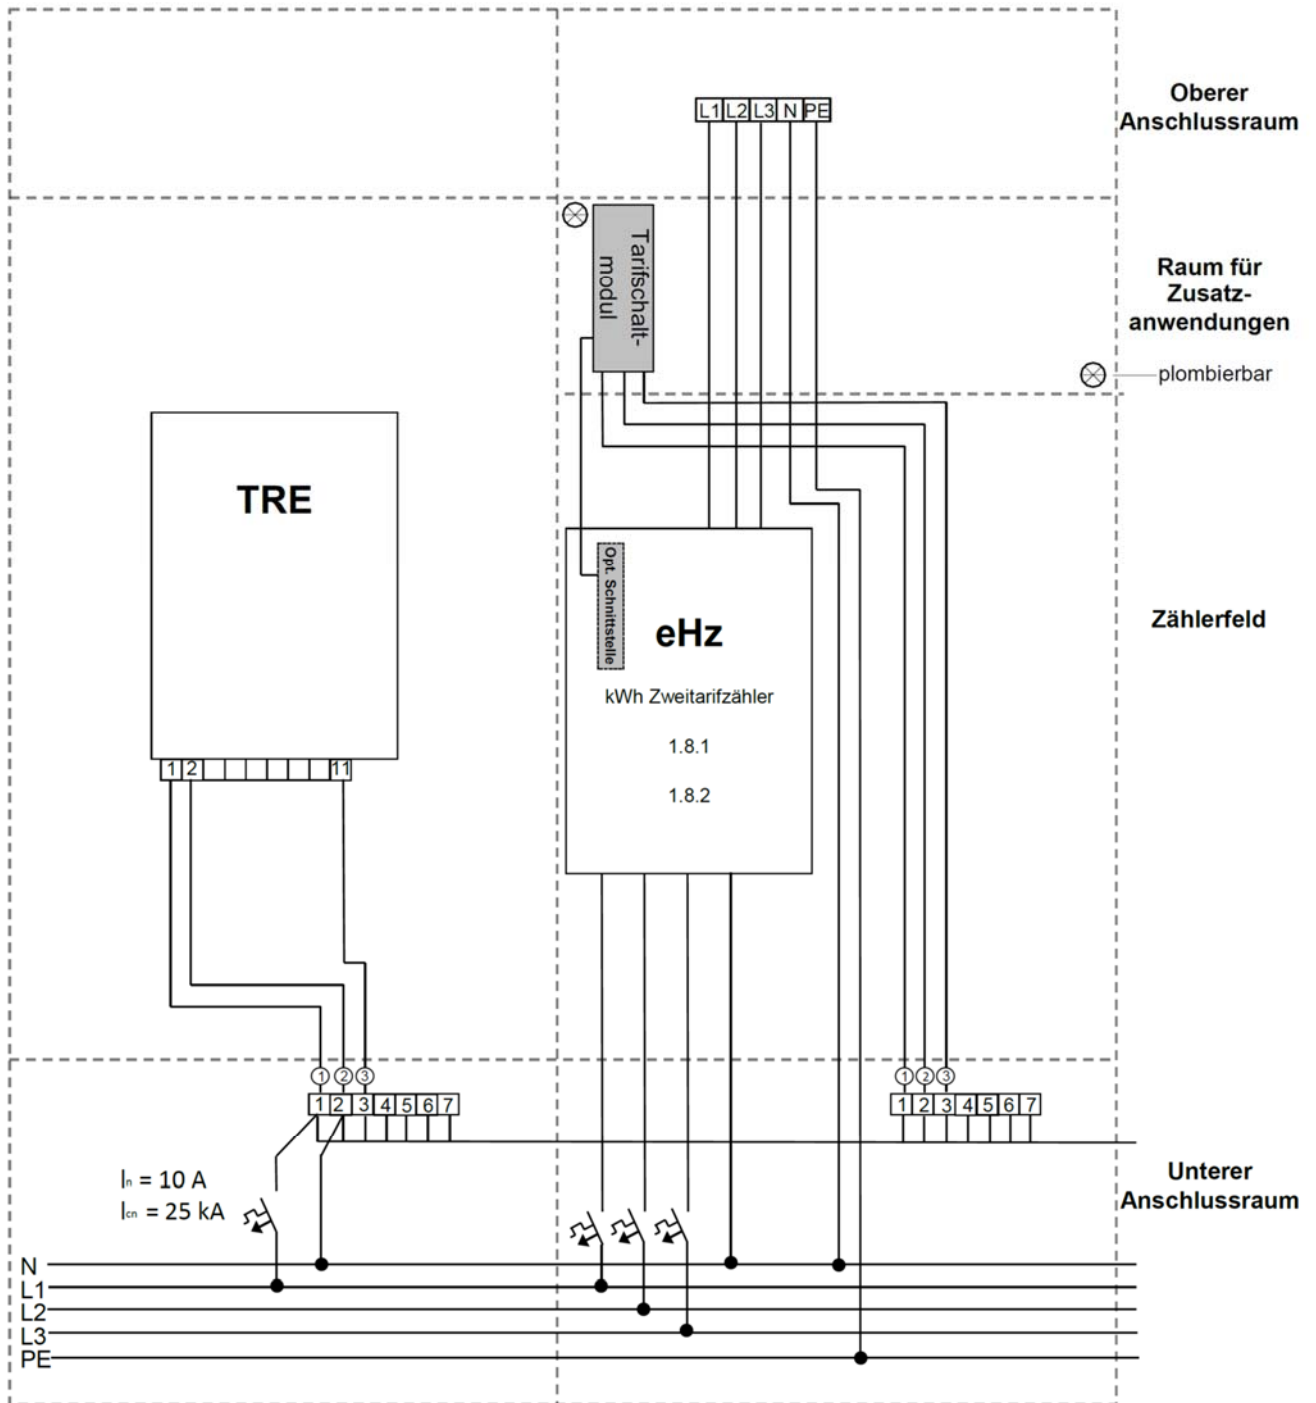 L1 L2 L3 N PE
Oberer
Anschlussraum
Tarifschalt-
modul
Raum für
Zusatz-
anwendungen
plombierbar
TRE
Opt. Schnittstelle
eHz
kWh Zweitarifzähler
1.8.1
1.8.2
Zählerfeld
1 2 11
1 2 3
1 2 3 4 5 6 7
1 2 3
1 2 3 4 5 6 7
In = 10 A
Icn = 25 kA
Unterer
Anschlussraum
N
L1
L2
L3
PE